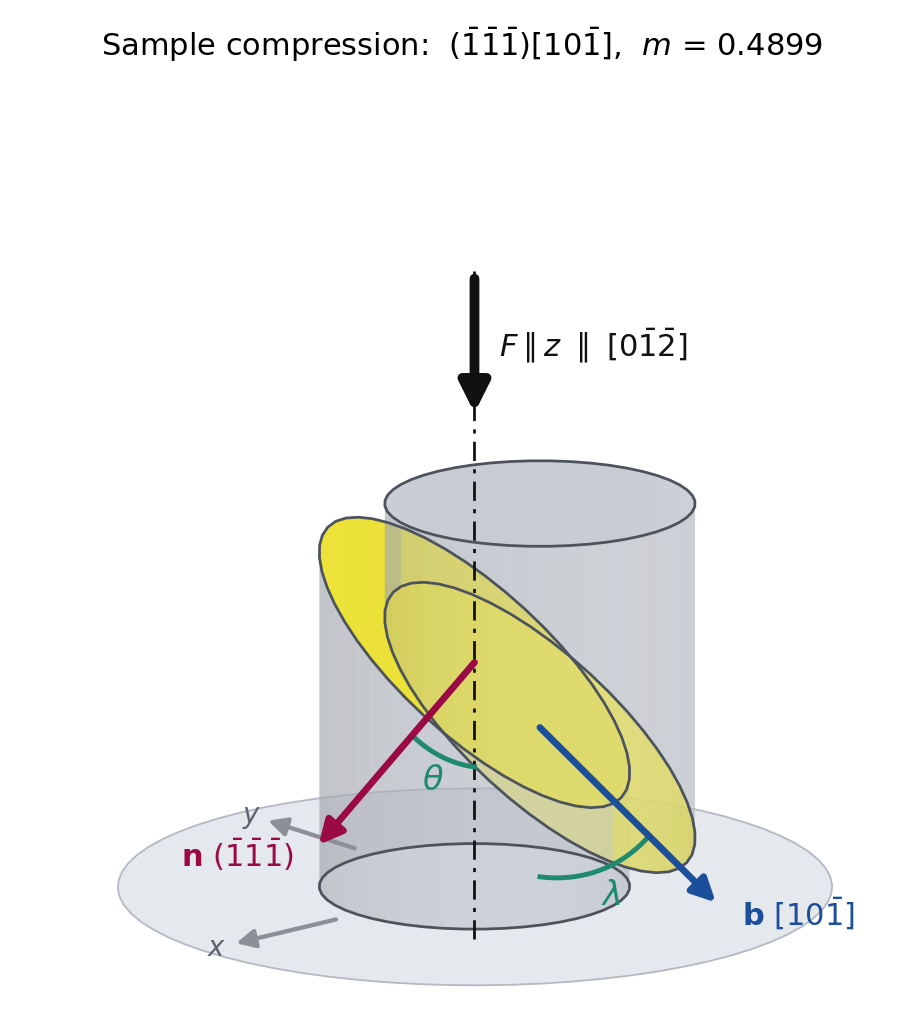 Sample compression: (1̄1̄1̄)[101̄], m = 0.4899
F ∥ z ∥ [01̄2̄]
θ
y
n (1̄1̄1̄)
λ
b [101̄]
x